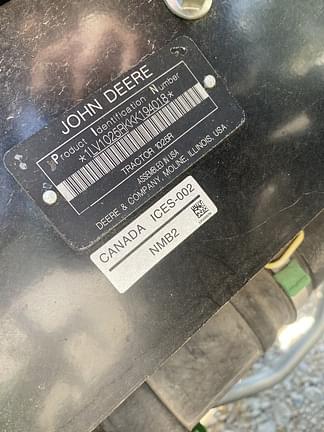 JOHN DEERE
Product Identification Number
*1LV1025RKKK19401B*
TRACTOR 1025R
ASSEMBLED IN USA
DEERE & COMPANY, MOLINE, ILLINOIS, USA
CANADA ICES-002
NMB2